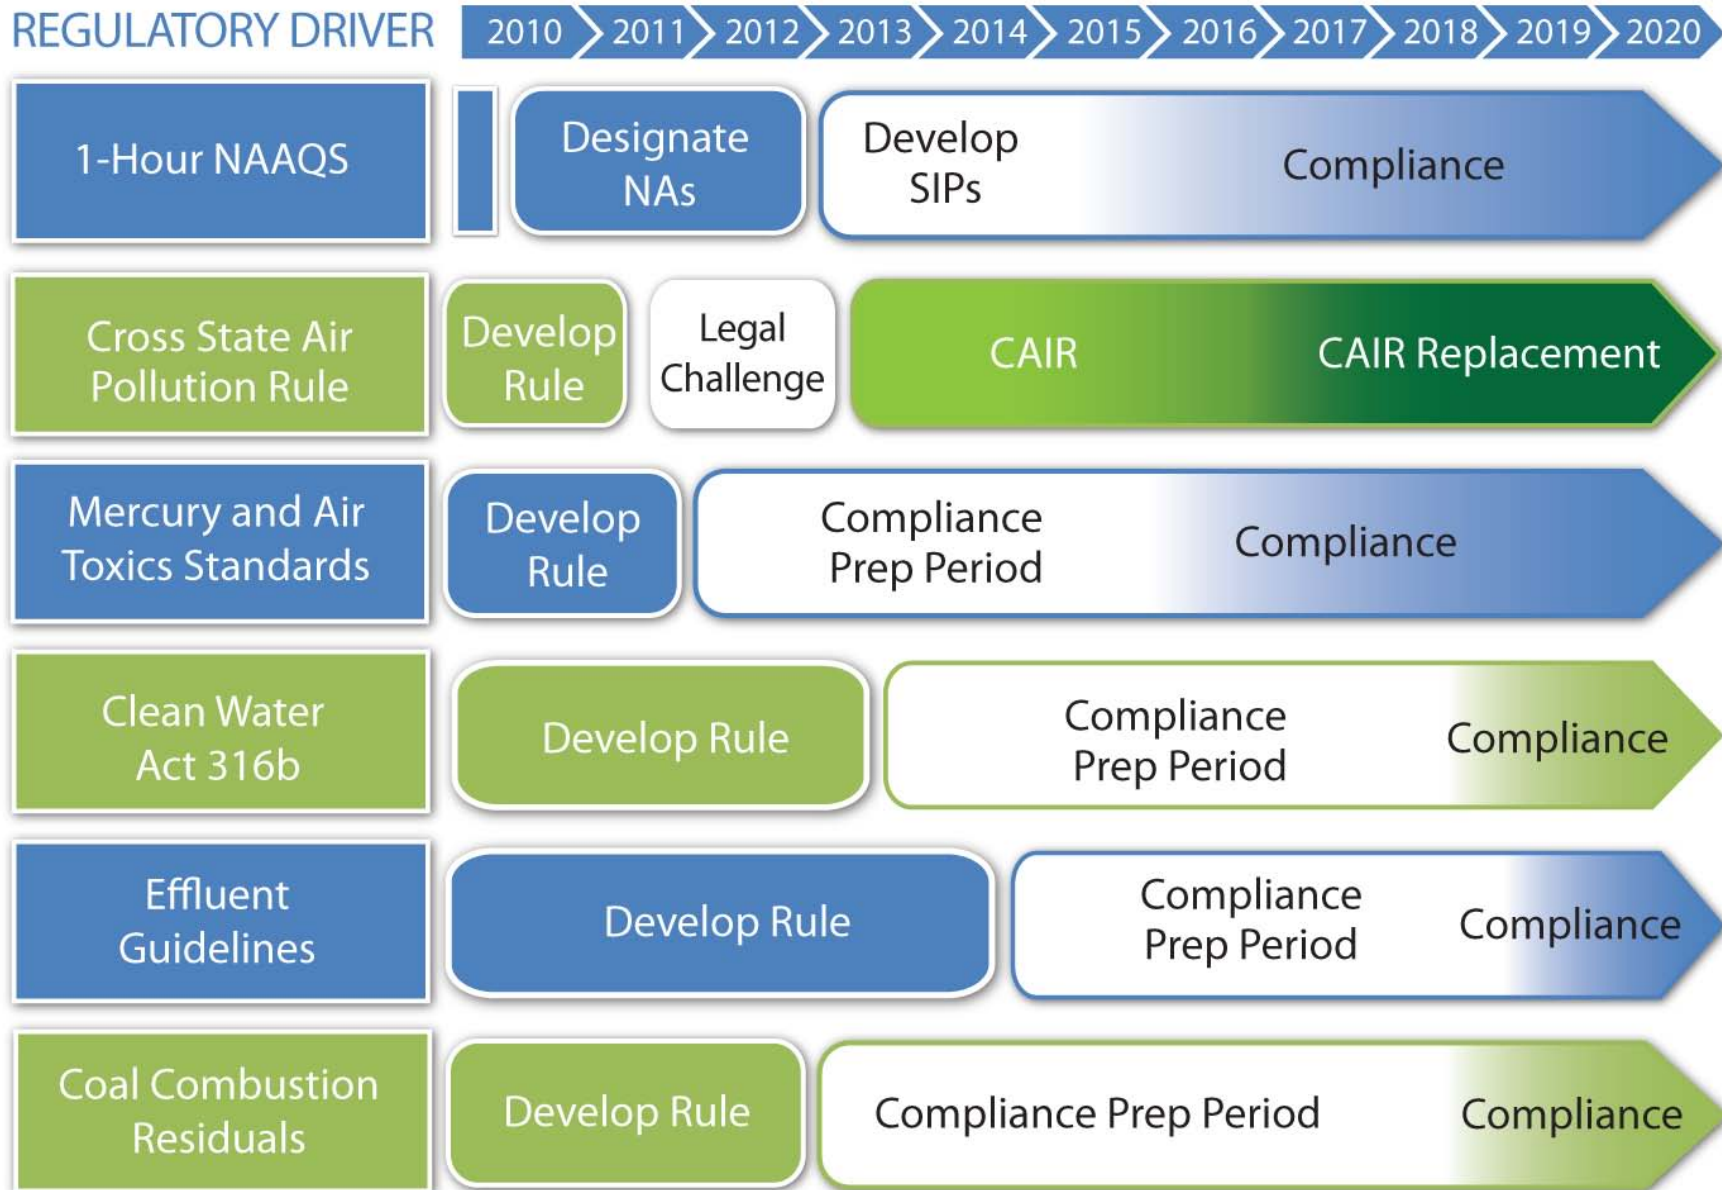 REGULATORY DRIVER 2010 2011 2012 2013 2014 2015 2016 2017 2018 2019 2020
1-Hour NAAQS
Designate
NAs
Develop
SIPs
Compliance
Cross State Air
Pollution Rule
Develop
Rule
Legal
Challenge
CAIR
CAIR Replacement
Mercury and Air
Toxics Standards
Develop
Rule
Compliance
Prep Period
Compliance
Clean Water
Act 316b
Develop Rule
Compliance
Prep Period
Compliance
Effluent
Guidelines
Develop Rule
Compliance
Prep Period
Compliance
Coal Combustion
Residuals
Develop Rule
Compliance Prep Period
Compliance